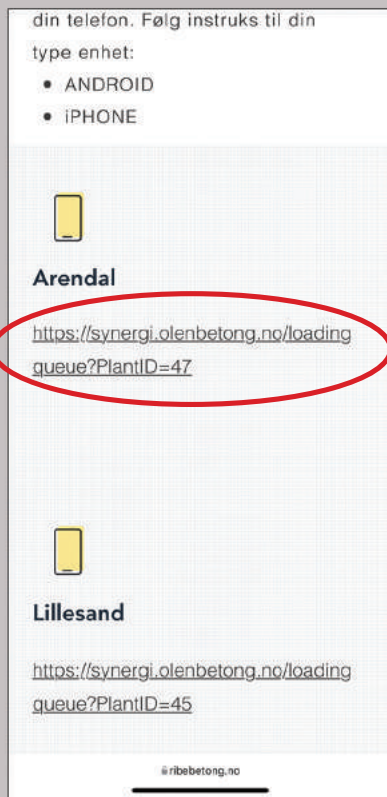 din telefon. Følg instruks til din
type enhet:
• ANDROID
• iPHONE
Arendal
https://synergi.olenbetong.no/loading
queue?PlantID=47
Lillesand
https://synergi.olenbetong.no/loading
queue?PlantID=45
ribebetong.no